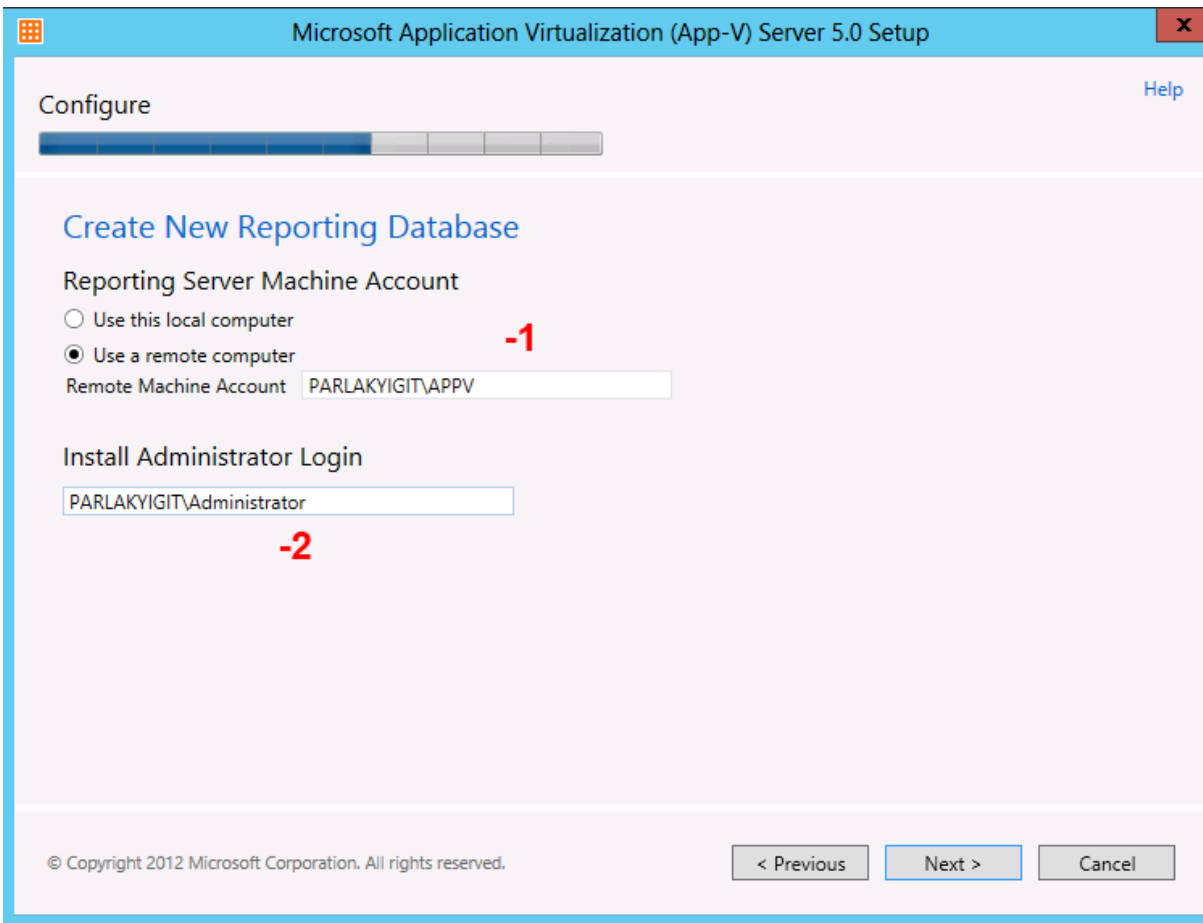 Microsoft Application Virtualization (App-V) Server 5.0 Setup
x
Help
Configure
Create New Reporting Database
Reporting Server Machine Account
Use this local computer
-1
Use a remote computer
Remote Machine Account PARLAKYIGIT\APPV
Install Administrator Login
PARLAKYIGIT\Administrator
-2
© Copyright 2012 Microsoft Corporation. All rights reserved.
< Previous Next > Cancel